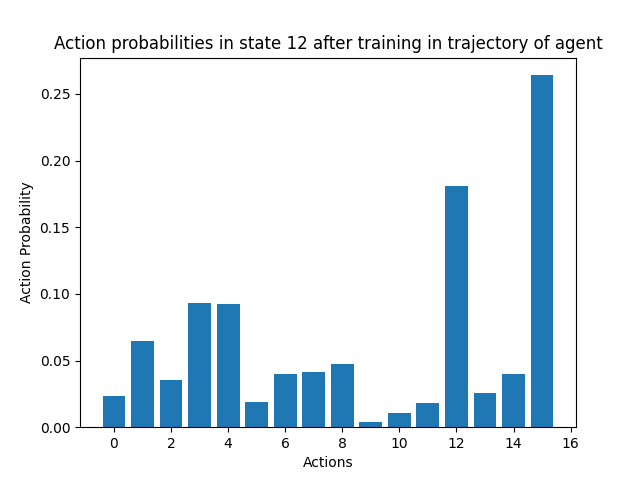 Action probabilities in state 12 after training in trajectory of agent
0.25
0.20
0.15
0.10
0.05
0.00
Action Probability
0 2 4 6 8 10 12 14 16
Actions